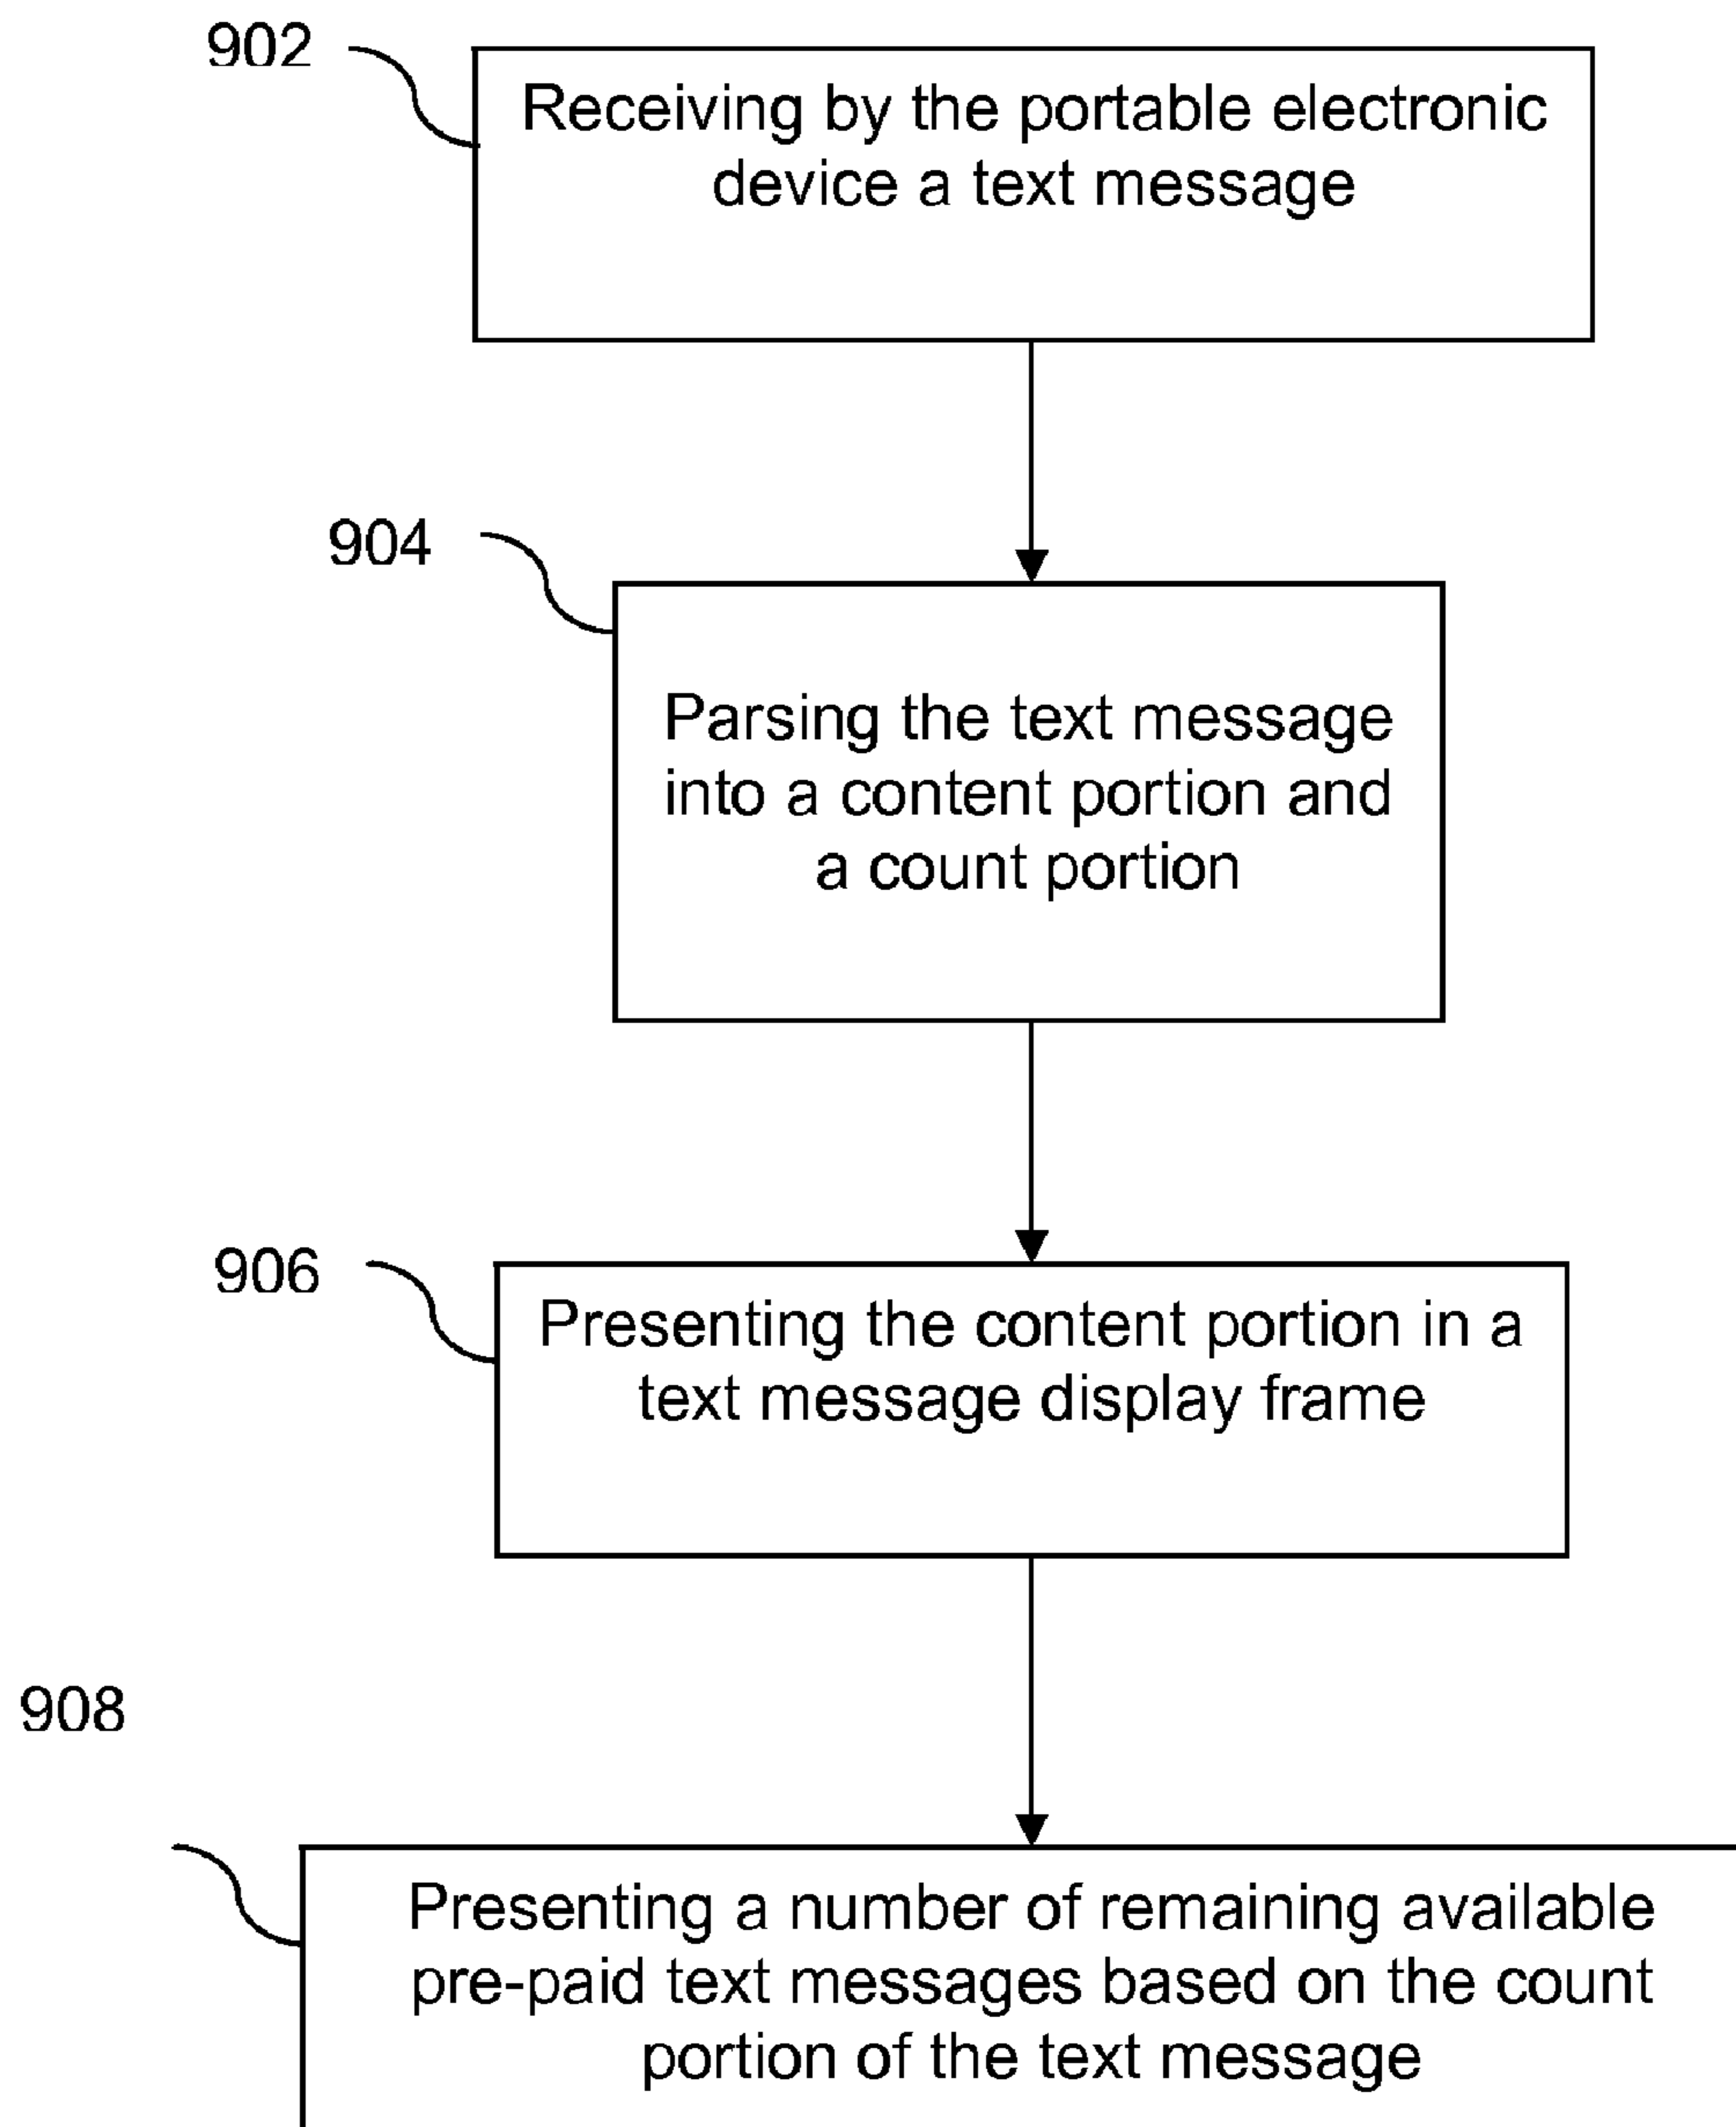 902
Receiving by the portable electronic
device a text message
904
Parsing the text message
into a content portion and
a count portion
906
Presenting the content portion in a
text message display frame
908
Presenting a number of remaining available
pre-paid text messages based on the count
portion of the text message